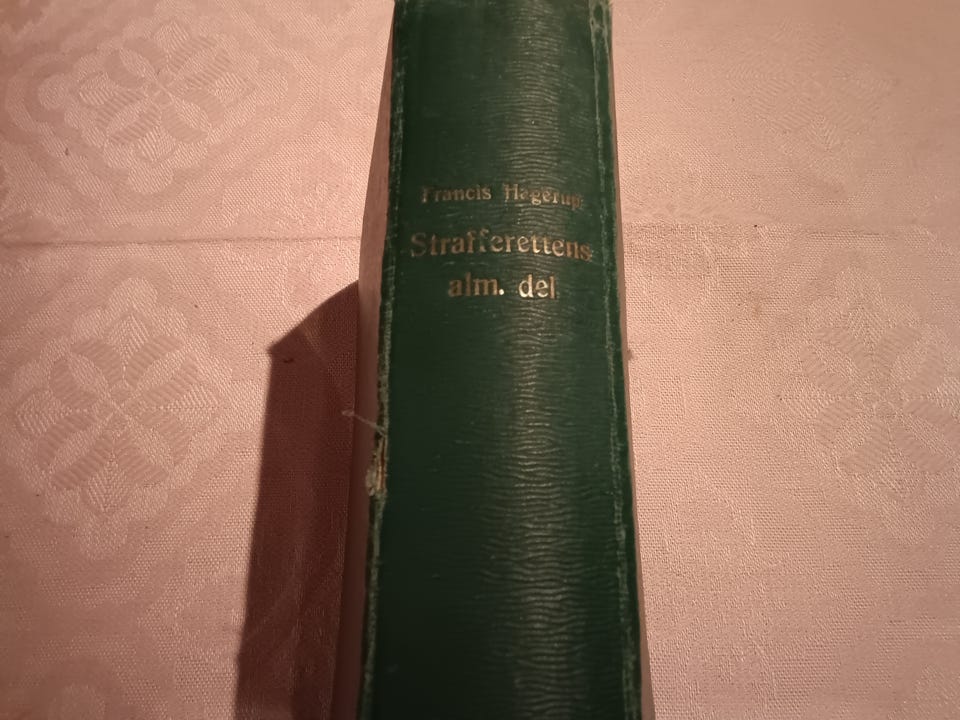 Francis Hagerup:
Strafferettens
alm. del.